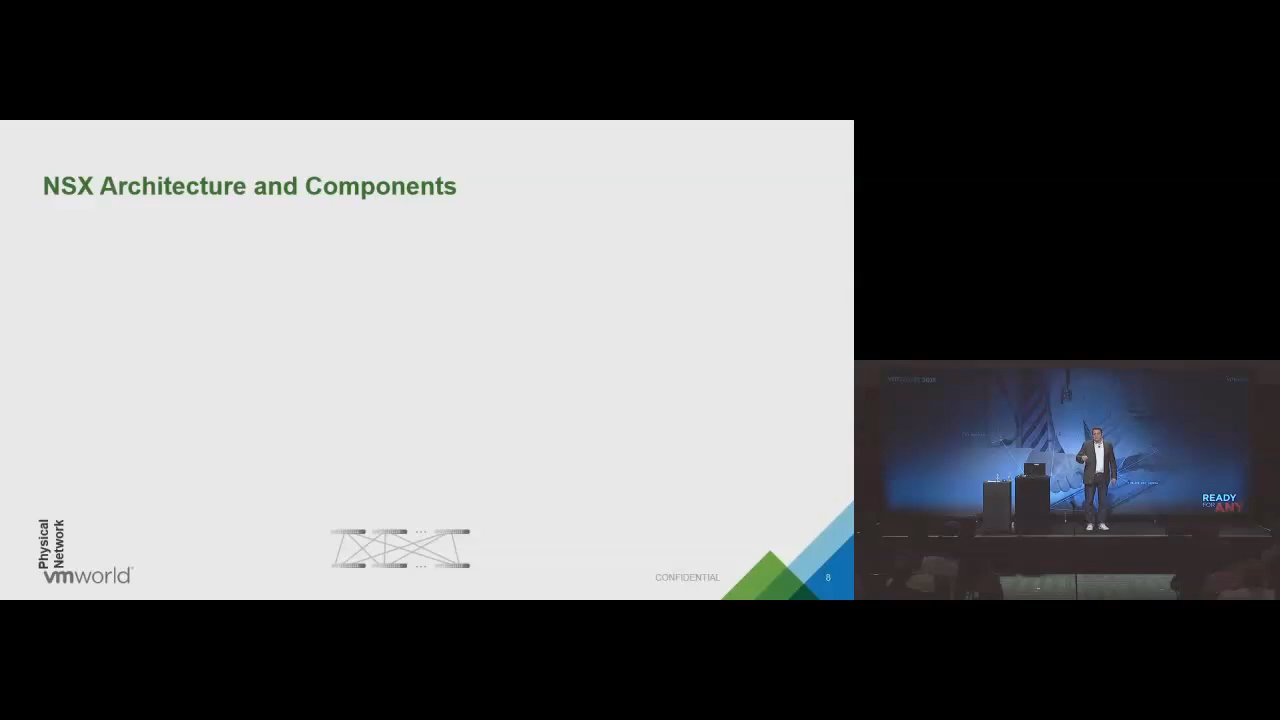 NSX Architecture and Components
Physical
Network
vmworld
CONFIDENTIAL
8
READY
FOR ANY